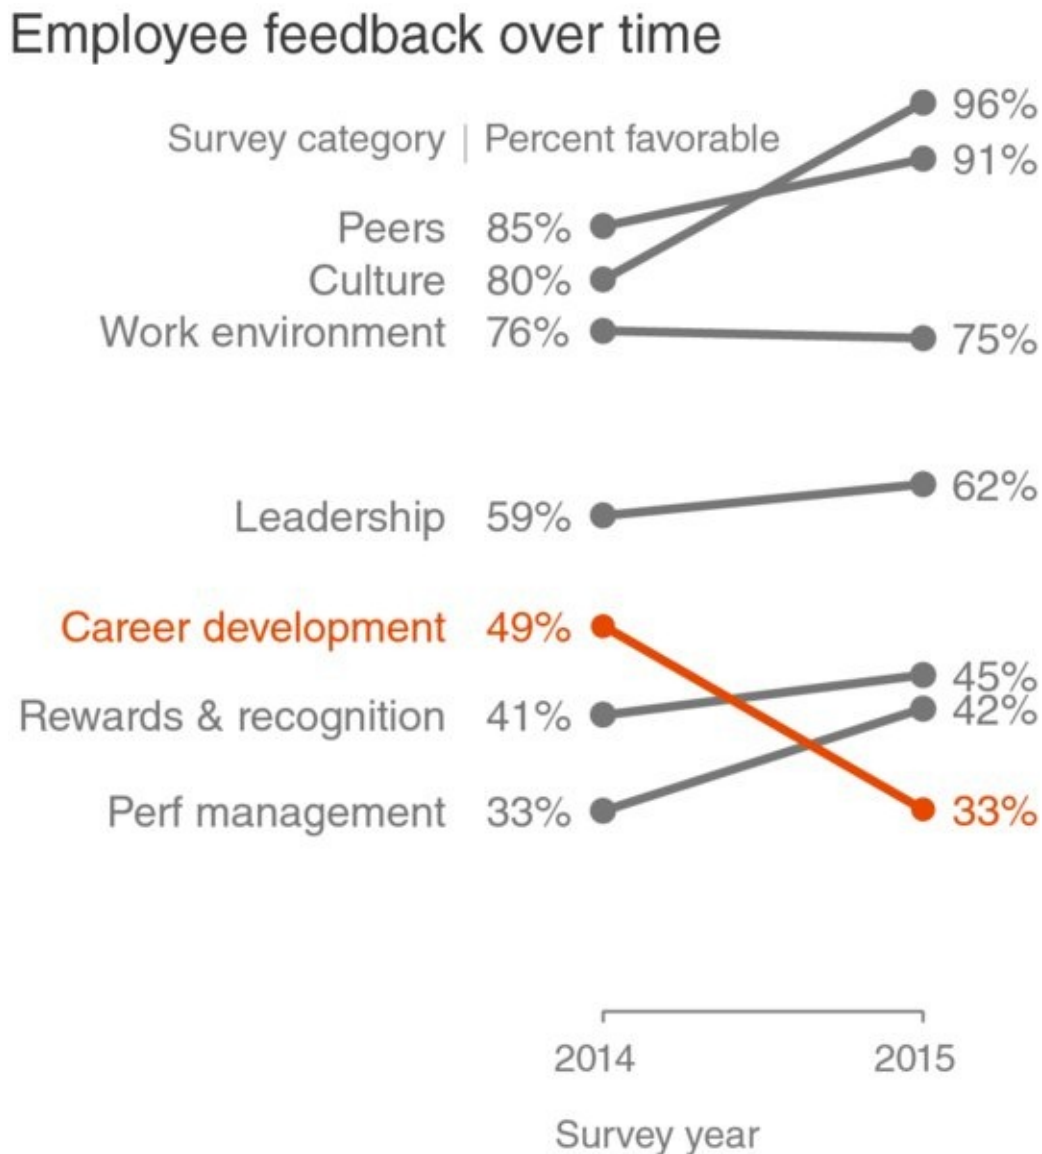 Employee feedback over time
Survey category | Percent favorable
96%
91%
Peers 85%
Culture 80%
Work environment 76%
75%
Leadership 59%
62%
Career development 49%
45%
Rewards & recognition 41%
42%
Perf management 33%
33%
2014 2015
Survey year